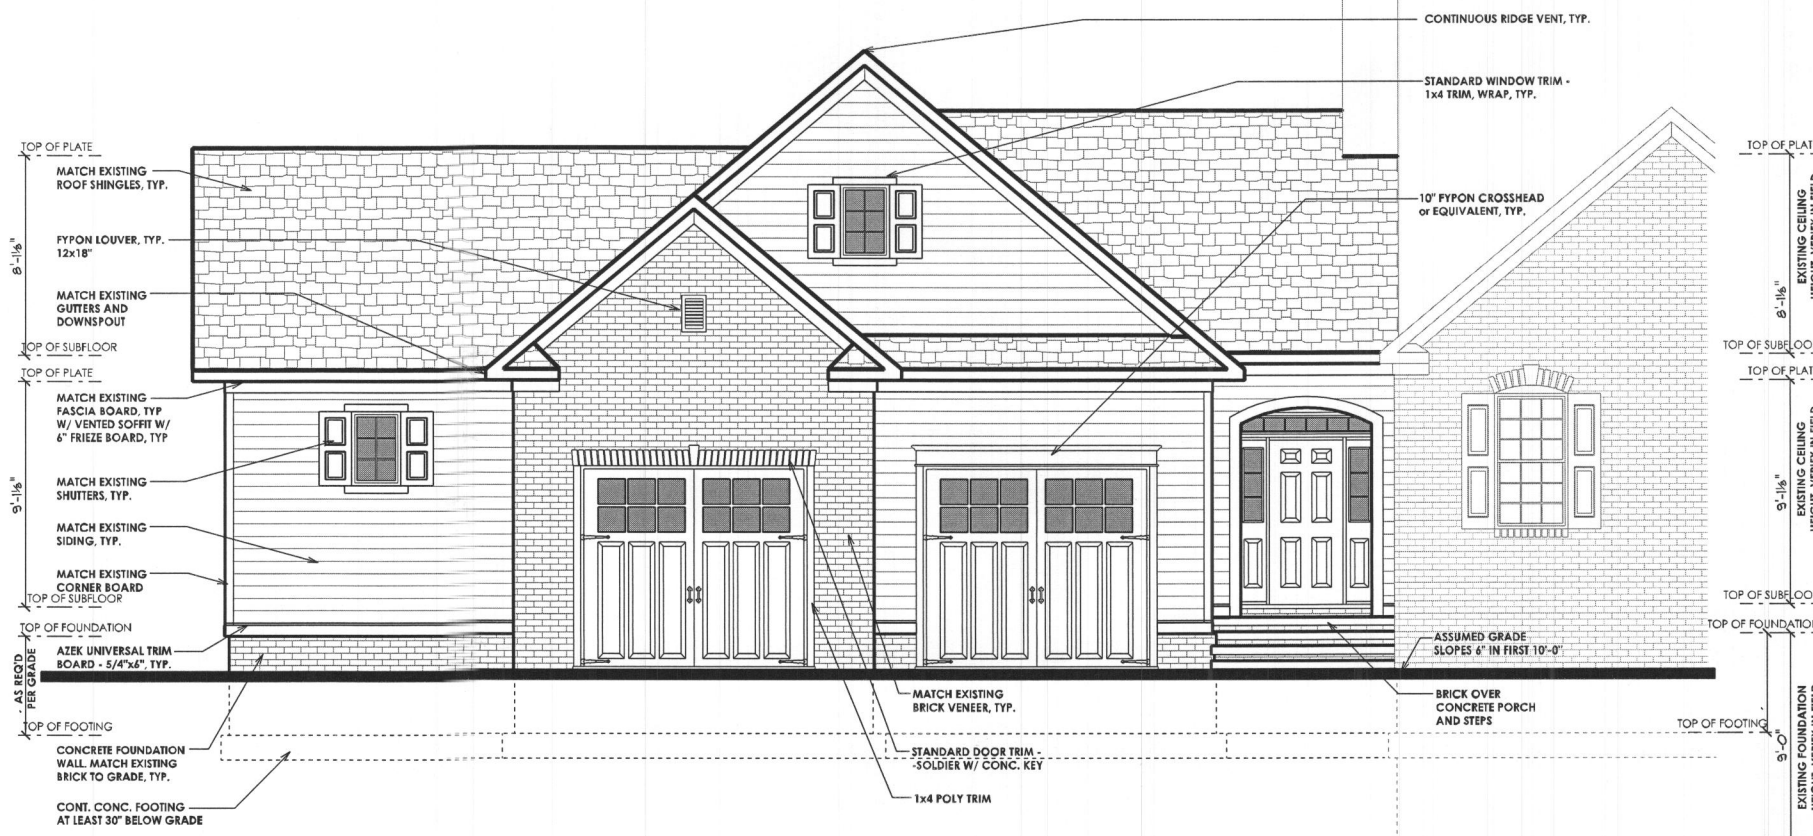 CONTINUOUS RIDGE VENT, TYP.
STANDARD WINDOW TRIM -
1x4 TRIM, WRAP, TYP.
10" FYPON CROSSHEAD
or EQUIVALENT, TYP.
TOP OF PLATE
MATCH EXISTING
ROOF SHINGLES, TYP.
8'-1⅛"
FYPON LOUVER, TYP.
12x18"
MATCH EXISTING
GUTTERS AND
DOWNSPOUT
TOP OF SUBFLOOR
TOP OF PLATE
MATCH EXISTING
FASCIA BOARD, TYP
W/ VENTED SOFFIT W/
6" FRIEZE BOARD, TYP
MATCH EXISTING
SHUTTERS, TYP.
9'-1⅛"
MATCH EXISTING
SIDING, TYP.
MATCH EXISTING
CORNER BOARD
TOP OF SUBFLOOR
TOP OF FOUNDATION
AZEK UNIVERSAL TRIM
BOARD - 5/4"x6", TYP.
AS REQ'D
PER GRADE
TOP OF FOOTING
CONCRETE FOUNDATION
WALL. MATCH EXISTING
BRICK TO GRADE, TYP.
CONT. CONC. FOOTING
AT LEAST 30" BELOW GRADE
MATCH EXISTING
BRICK VENEER, TYP.
STANDARD DOOR TRIM -
-SOLDIER W/ CONC. KEY
1x4 POLY TRIM
ASSUMED GRADE
SLOPES 6" IN FIRST 10'-0"
BRICK OVER
CONCRETE PORCH
AND STEPS
TOP OF PLAT
EXISTING CEILING
8'-1⅛"
TOP OF SUBFLOO
TOP OF PLAT
EXISTING CEILING
9'-1⅛"
TOP OF SUBFLOO
TOP OF FOUNDATION
TOP OF FOOTING
9'-0"
EXISTING FOUNDATION